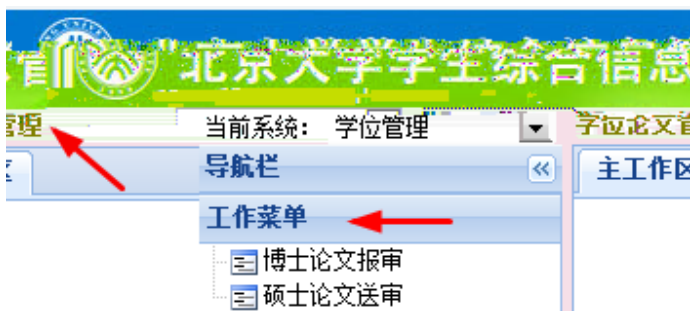 北京大学学生综合信息
管理
当前系统： 学位管理
学位论文
导航栏
主工作区
工作菜单
博士论文报审
硕士论文送审